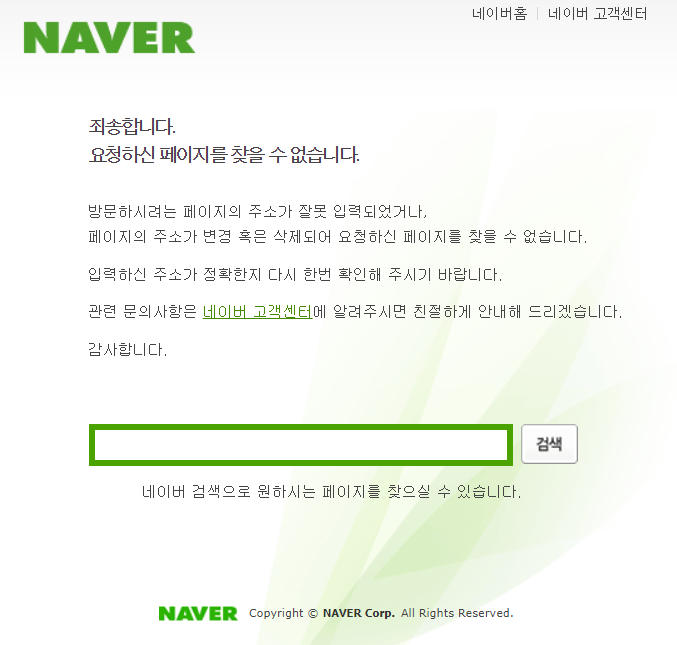 네이버홈 | 네이버 고객센터
NAVER
죄송합니다.
요청하신 페이지를 찾을 수 없습니다.
방문하시려는 페이지의 주소가 잘못 입력되었거나,
페이지의 주소가 변경 혹은 삭제되어 요청하신 페이지를 찾을 수 없습니다.
입력하신 주소가 정확한지 다시 한번 확인해 주시기 바랍니다.
관련 문의사항은 네이버 고객센터에 알려주시면 친절하게 안내해 드리겠습니다.
감사합니다.
검색
네이버 검색으로 원하시는 페이지를 찾으실 수 있습니다.
NAVER Copyright © NAVER Corp. All Rights Reserved.